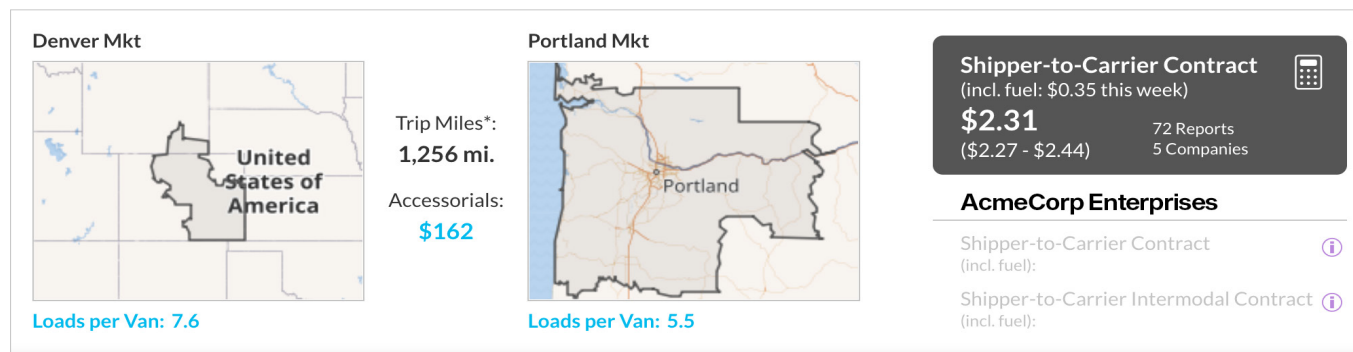 Denver Mkt
United
States of
America
Loads per Van: 7.6
Trip Miles*:
1,256 mi.
Accessorials:
$162
Portland Mkt
Portland
Loads per Van: 5.5
Shipper-to-Carrier Contract
(incl. fuel: $0.35 this week)
$2.31
($2.27 - $2.44)
72 Reports
5 Companies
AcmeCorp Enterprises
Shipper-to-Carrier Contract
(incl. fuel):
Shipper-to-Carrier Intermodal Contract
(incl. fuel):